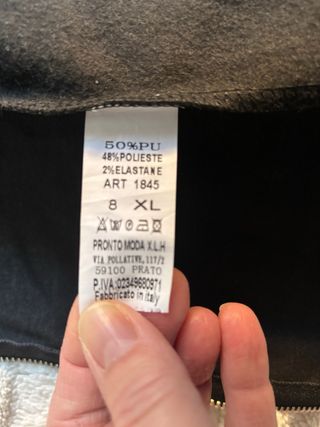 50%PU
48%POLIESTE
2%ELASTANE
ART 1845
8 XL
PRONTO MODA X.L.H
VIA POLLATIVE,117/2
59100 PRATO
P.IVA:02349680971
Fabbricato in italy